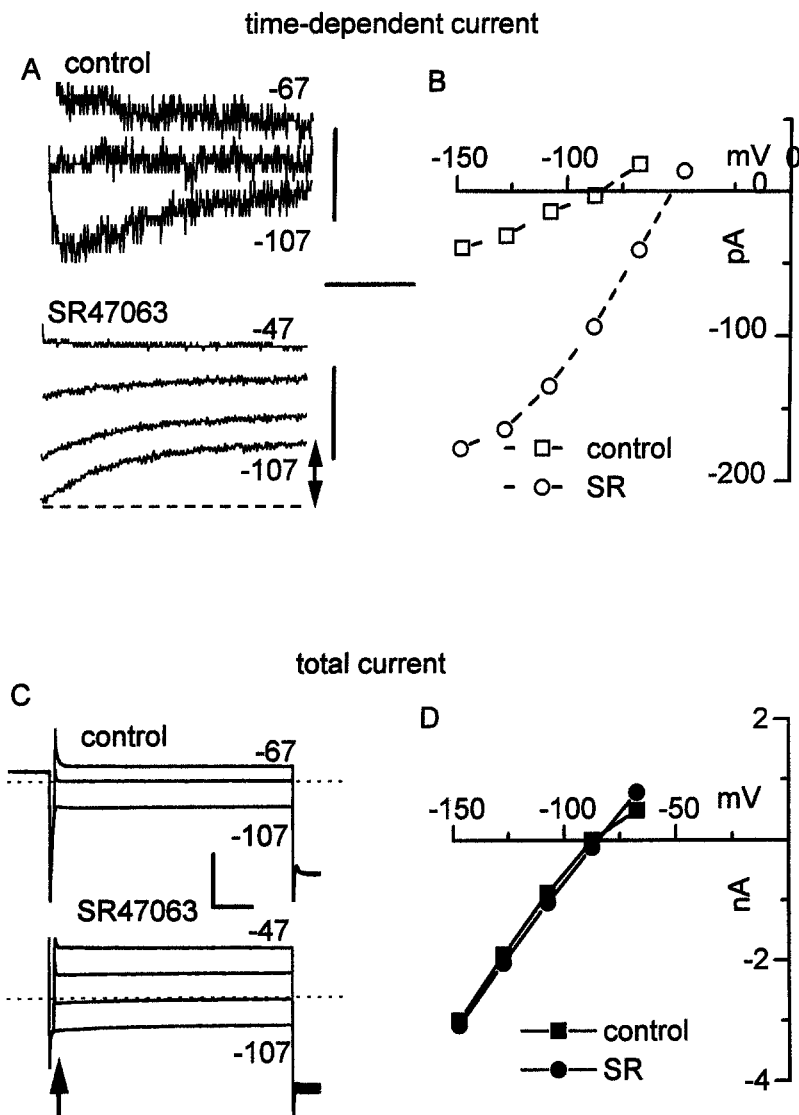 time-dependent current
A
control
-67
-107
SR47063
-47
-107
B
-150
-100
mV
0
0
pA
-100
-200
control
SR
total current
C
control
-67
-107
SR47063
-47
-107
D
2
-150
-100
-50
mV
nA
-2
-4
control
SR